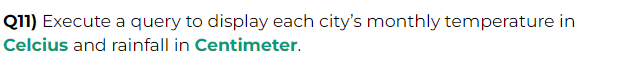 Q11) Execute a query to display each city’s monthly temperature in
Celcius and rainfall in Centimeter.